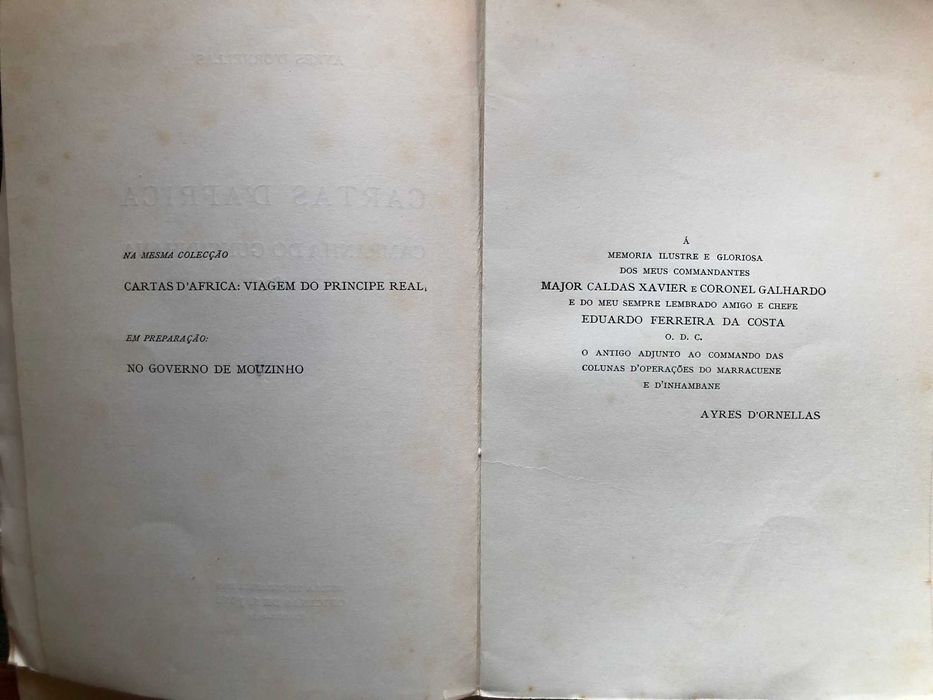 NA MESMA COLECÇÃO
CARTAS D'AFRICA: VIAGEM DO PRINCIPE REAL,
EM PREPARAÇÃO:
NO GOVERNO DE MOUZINHO
Á
MEMORIA ILUSTRE E GLORIOSA
DOS MEUS COMMANDANTES
MAJOR CALDAS XAVIER E CORONEL GALHARDO
E DO MEU SEMPRE LEMBRADO AMIGO E CHEFE
EDUARDO FERREIRA DA COSTA
O. D. C.
O ANTIGO ADJUNTO AO COMMANDO DAS
COLUNAS D'OPERAÇÕES DO MARRACUENE
E D'INHAMBANE
AYRES D'ORNELLAS